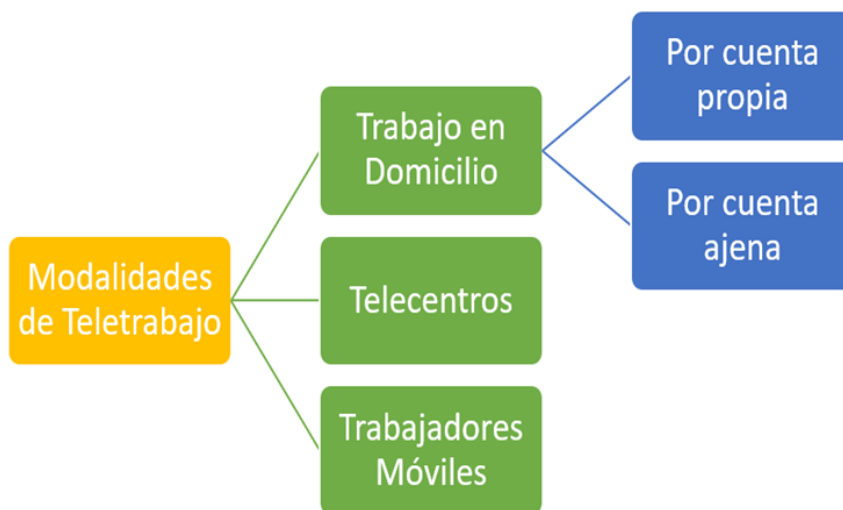 Modalidades
de Teletrabajo
Trabajo en
Domicilio
Por cuenta
propia
Por cuenta
ajena
Telecentros
Trabajadores
Móviles